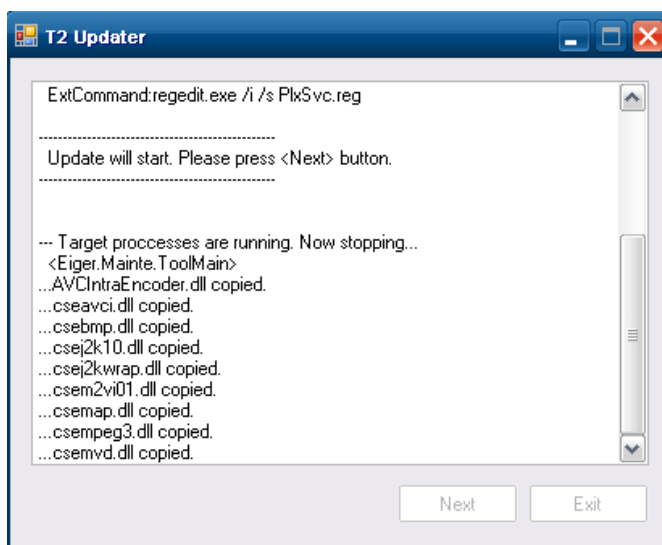 T2 Updater
ExtCommand:regedit.exe /i /s PlxSvc.reg
-------------------------------------------------
Update will start. Please press <Next> button.
-------------------------------------------------
--- Target proccesses are running. Now stopping...
<Eiger.Mainte.ToolMain>
...AVCIntraEncoder.dll copied.
...cseavci.dll copied.
...csebmp.dll copied.
...csej2k10.dll copied.
...csej2kwrap.dll copied.
...csem2vi01.dll copied.
...csemap.dll copied.
...csempeg3.dll copied.
...csemvd.dll copied.
Next Exit